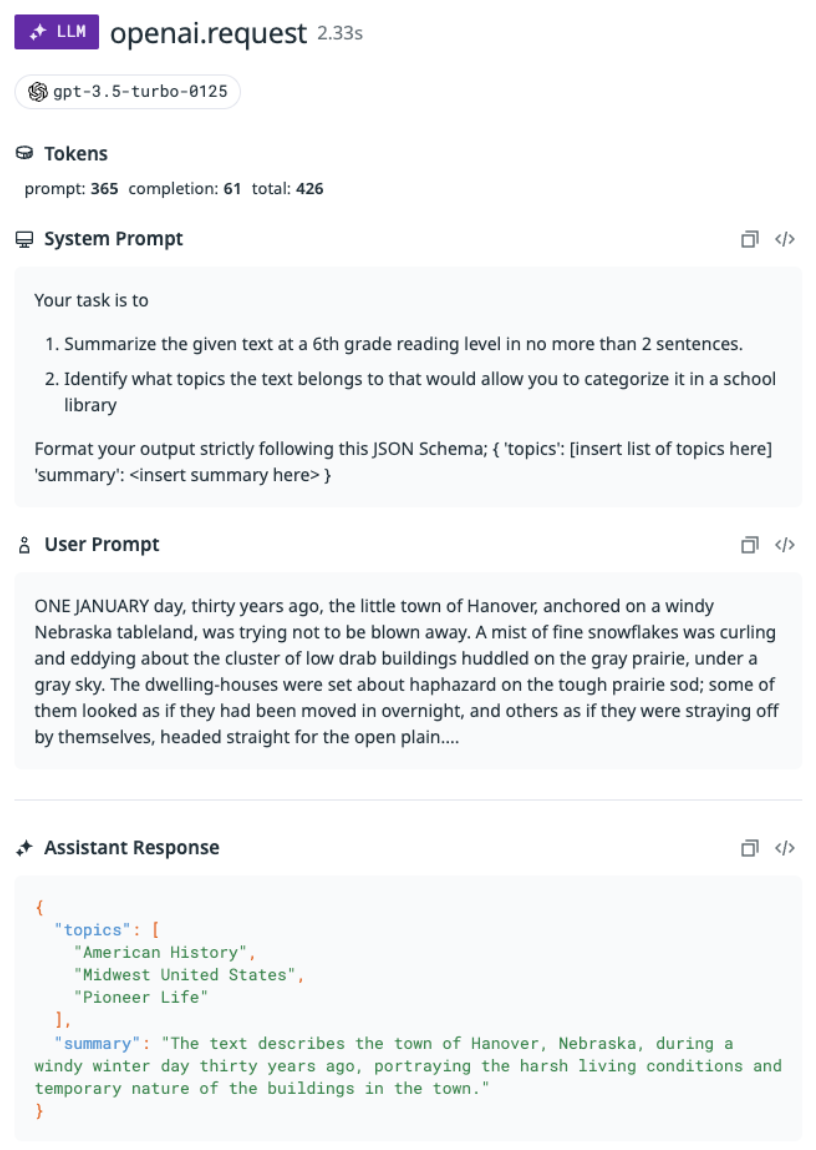 LLM openai.request 2.33s
gpt-3.5-turbo-0125
Tokens
prompt: 365 completion: 61 total: 426
System Prompt </>
Your task is to
1. Summarize the given text at a 6th grade reading level in no more than 2 sentences.
2. Identify what topics the text belongs to that would allow you to categorize it in a school
library
Format your output strictly following this JSON Schema; { 'topics': [insert list of topics here]
'summary': <insert summary here> }
User Prompt </>
ONE JANUARY day, thirty years ago, the little town of Hanover, anchored on a windy
Nebraska tableland, was trying not to be blown away. A mist of fine snowflakes was curling
and eddying about the cluster of low drab buildings huddled on the gray prairie, under a
gray sky. The dwelling-houses were set about haphazard on the tough prairie sod; some of
them looked as if they had been moved in overnight, and others as if they were straying off
by themselves, headed straight for the open plain....
Assistant Response </>
{
"topics": [
"American History",
"Midwest United States",
"Pioneer Life"
],
"summary": "The text describes the town of Hanover, Nebraska, during a
windy winter day thirty years ago, portraying the harsh living conditions and
temporary nature of the buildings in the town."
}